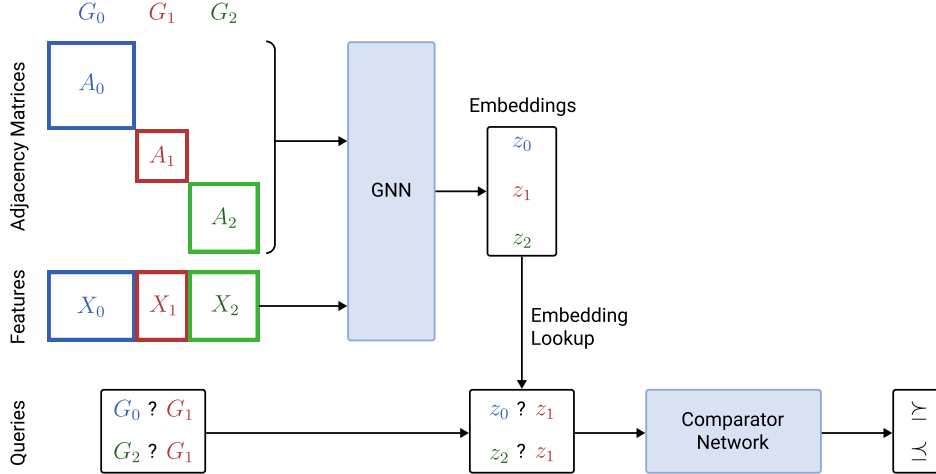 G₀ G₁ G₂
Adjacency Matrices
A₀
A₁
A₂
GNN
Embeddings
z₀
z₁
z₂
Features
X₀ X₁ X₂
Embedding
Lookup
Queries
G₀ ? G₁
G₂ ? G₁
z₀ ? z₁
z₂ ? z₁
Comparator
Network